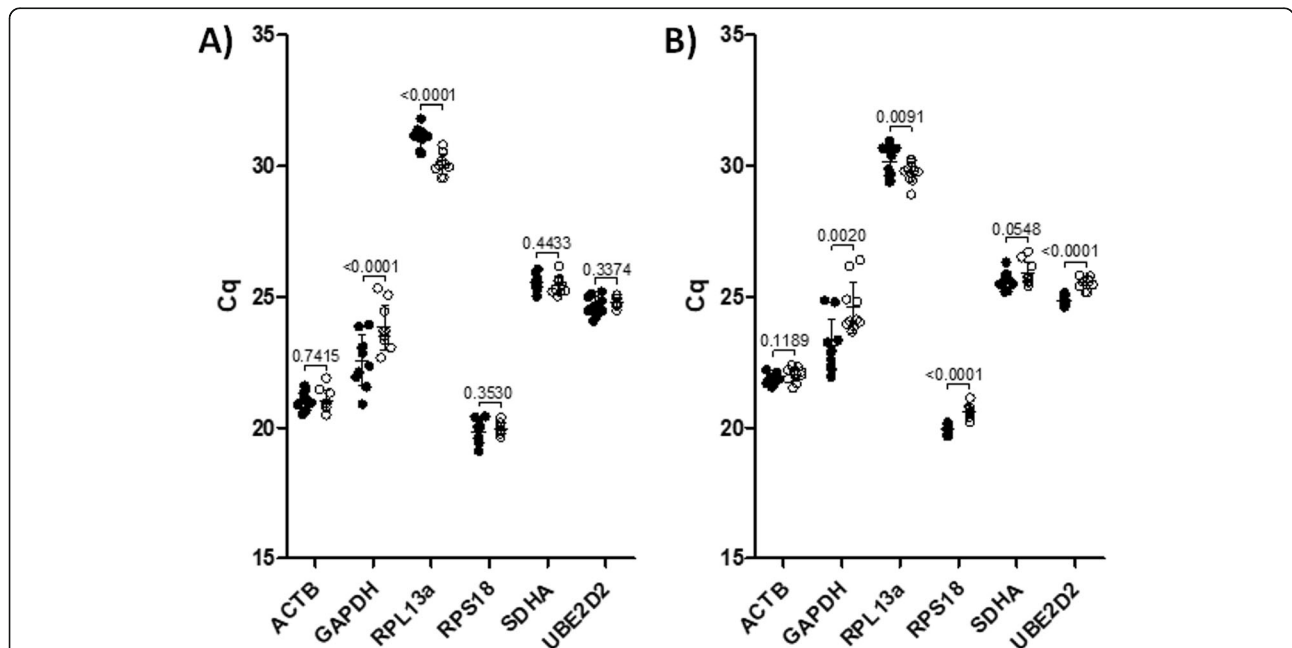 A)
35
30
25
20
15
Cq
0.7415
<0.0001
<0.0001
0.3530
0.4433
0.3374
ACTB
GAPDH
RPL13a
RPS18
SDHA
UBE2D2
B)
35
30
25
20
15
Cq
0.1189
0.0020
0.0091
<0.0001
0.0548
<0.0001
ACTB
GAPDH
RPL13a
RPS18
SDHA
UBE2D2